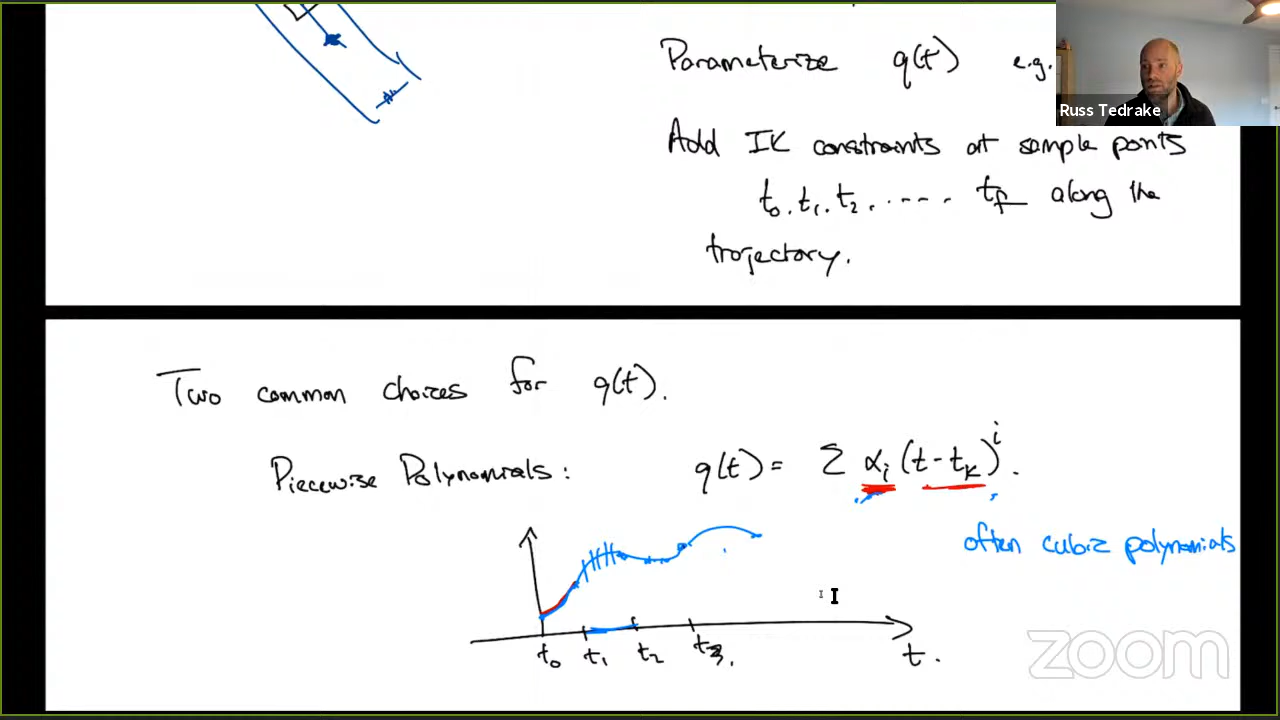 Parameterize q(t) e.g.
Russ Tedrake
Add IK constraints at sample points
t₀, t₁, t₂, ..... t_f along the
trajectory.
Two common choices for q(t).
Piecewise Polynomials: q(t) = Σ αᵢ (t - tₖ)ⁱ.
often cubic polynomials
t₀ t₁ t₂ t₃. t.
zoom